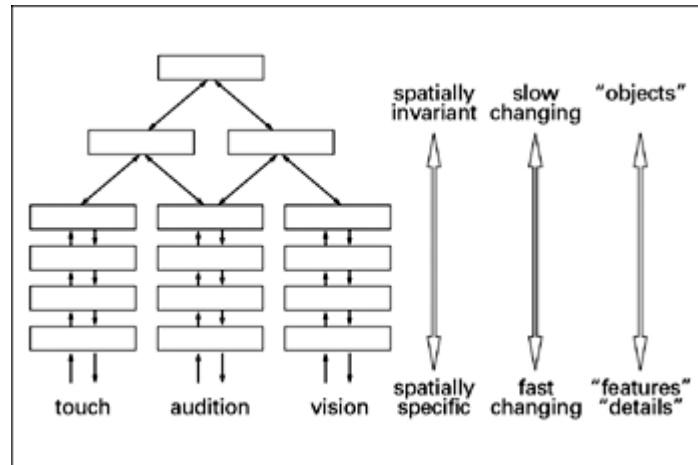 spatially invariant
slow changing
"objects"
touch
audition
vision
spatially specific
fast changing
"features" "details"